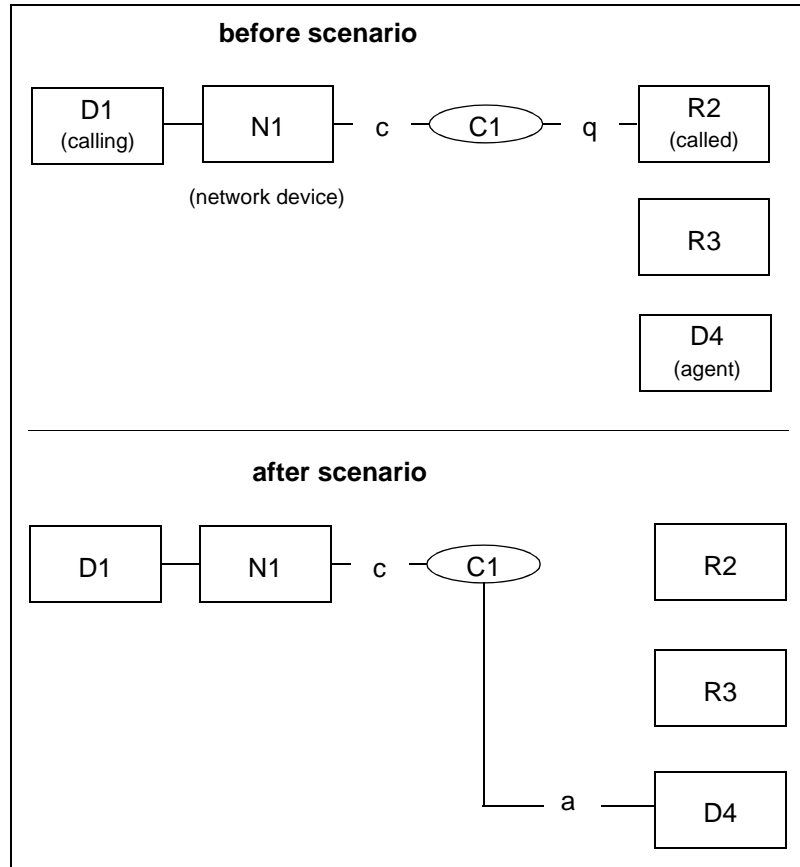 before scenario
D1
(calling)
N1
c
C1
q
R2
(called)
(network device)
R3
D4
(agent)
after scenario
D1
N1
c
C1
R2
R3
a
D4